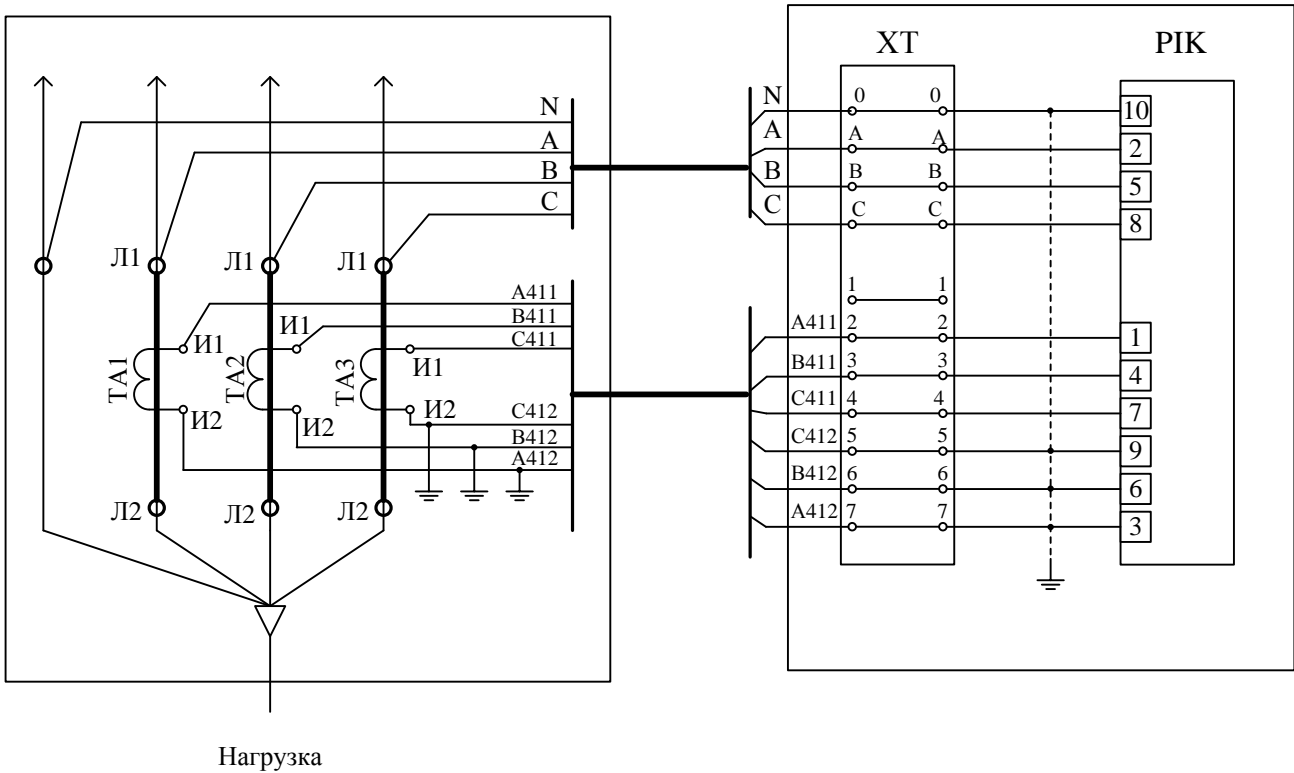 XT PIK
N
A
B
C
N
A
B
C
0 0
A A
B B
C C
10
2
5
8
Л1 Л1 Л1
A411
B411
C411
И1 И1 И1
TA1 TA2 TA3
И2 И2 И2
C412
B412
A412
Л2 Л2 Л2
1 1
A411 2 2 1
B411 3 3 4
C411 4 4 7
C412 5 5 9
B412 6 6 6
A412 7 7 3
Нагрузка